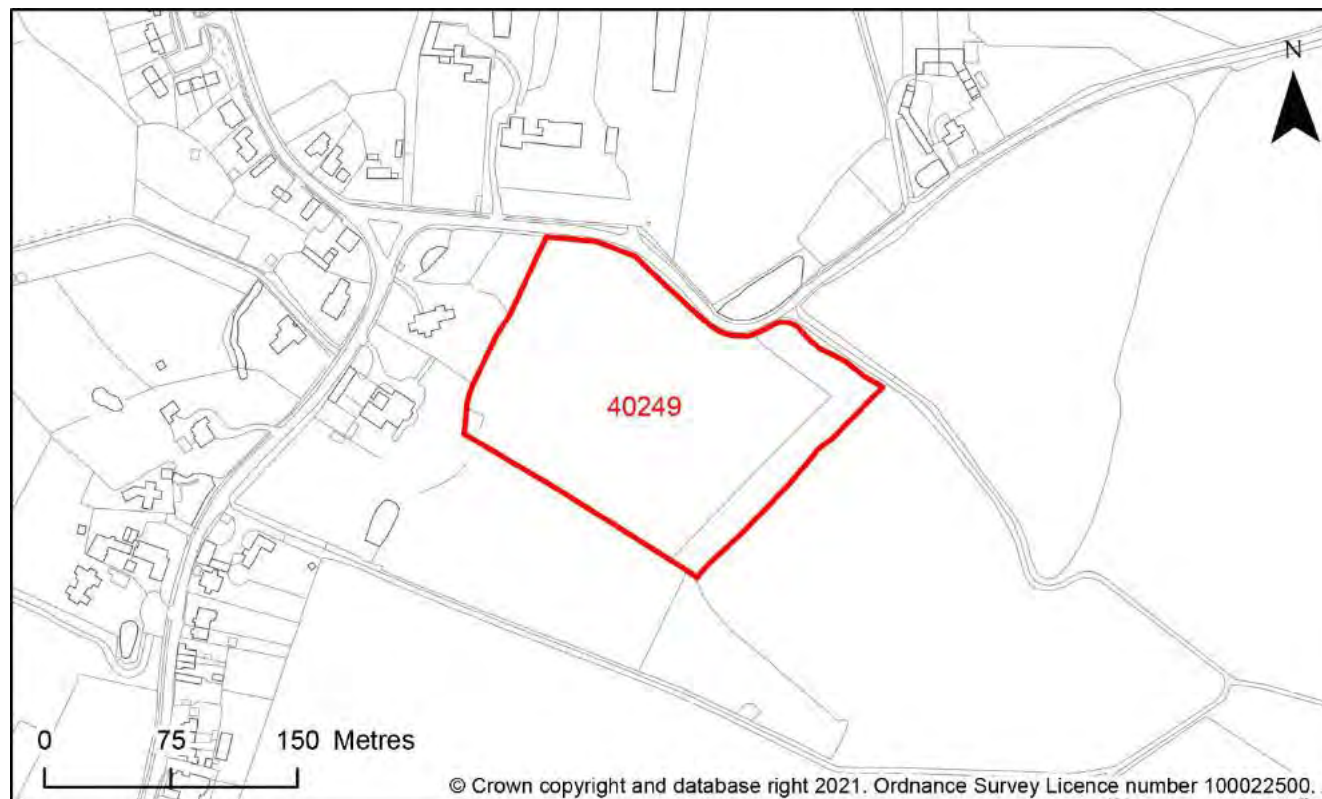 N
40249
0 75 150 Metres
© Crown copyright and database right 2021. Ordnance Survey Licence number 100022500.